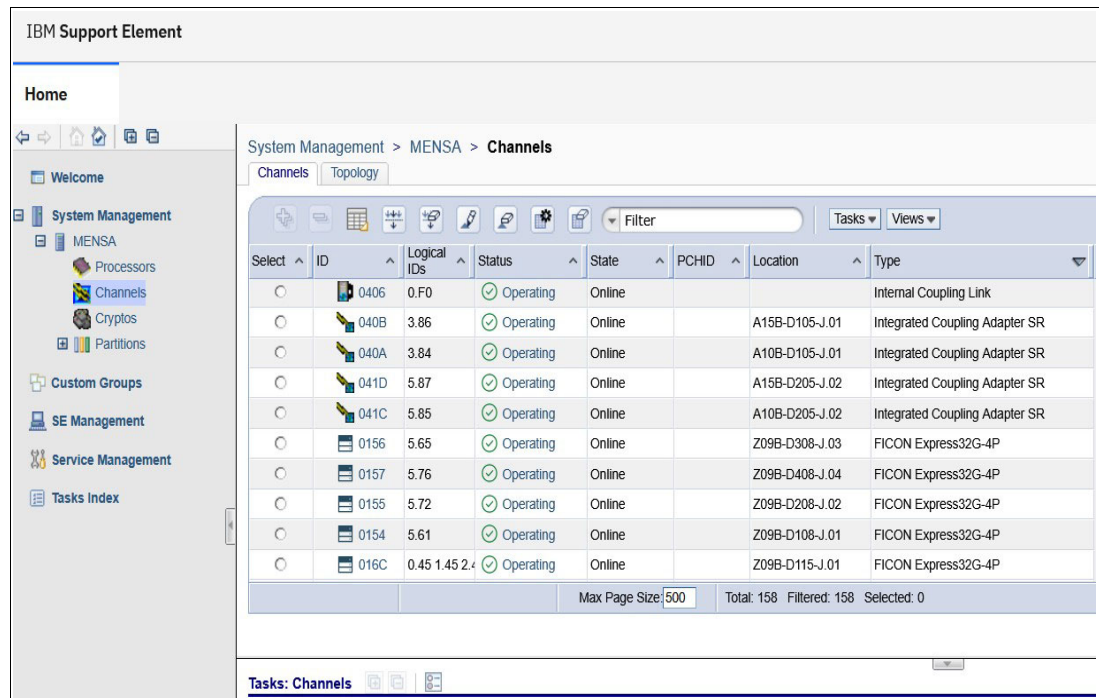 IBM Support Element
Home
Welcome
System Management
MENSA
Processors
Channels
Cryptos
Partitions
Custom Groups
SE Management
Service Management
Tasks Index
System Management > MENSA > Channels
Channels Topology
Filter Tasks Views
Select ID Logical IDs Status State PCHID Location Type
0406 0.F0 Operating Online Internal Coupling Link
040B 3.86 Operating Online A15B-D105-J.01 Integrated Coupling Adapter SR
040A 3.84 Operating Online A10B-D105-J.01 Integrated Coupling Adapter SR
041D 5.87 Operating Online A15B-D205-J.02 Integrated Coupling Adapter SR
041C 5.85 Operating Online A10B-D205-J.02 Integrated Coupling Adapter SR
0156 5.65 Operating Online Z09B-D308-J.03 FICON Express32G-4P
0157 5.76 Operating Online Z09B-D408-J.04 FICON Express32G-4P
0155 5.72 Operating Online Z09B-D208-J.02 FICON Express32G-4P
0154 5.61 Operating Online Z09B-D108-J.01 FICON Express32G-4P
016C 0.45 1.45 2.4 Operating Online Z09B-D115-J.01 FICON Express32G-4P
Max Page Size: 500 Total: 158 Filtered: 158 Selected: 0
Tasks: Channels